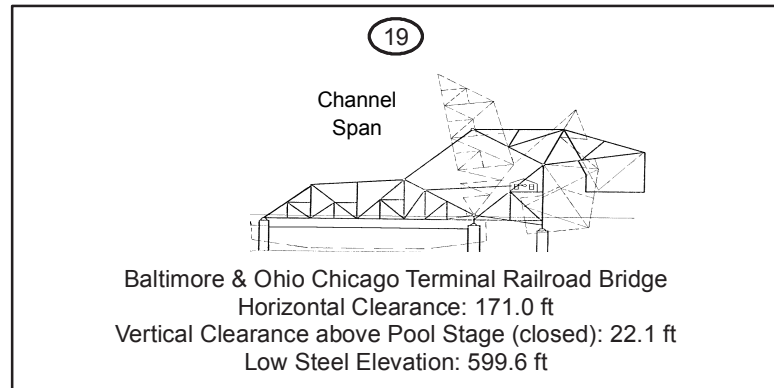 19
Channel
Span
Baltimore & Ohio Chicago Terminal Railroad Bridge
Horizontal Clearance: 171.0 ft
Vertical Clearance above Pool Stage (closed): 22.1 ft
Low Steel Elevation: 599.6 ft